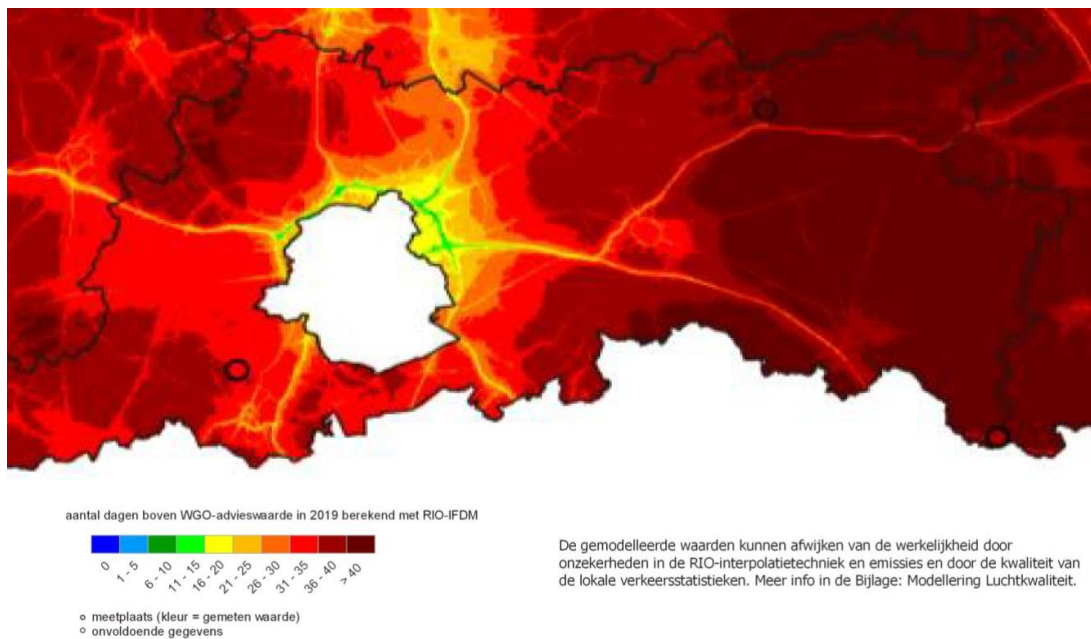 aantal dagen boven WGO-advieswaarde in 2019 berekend met RIO-IFDM
0
1 - 5
6 - 10
11 - 15
16 - 20
21 - 25
26 - 30
31 - 35
36 - 40
> 40
meetplaats (kleur = gemeten waarde)
onvoldoende gegevens
De gemodelleerde waarden kunnen afwijken van de werkelijkheid door
onzekerheden in de RIO-interpolatietechniek en emissies en door de kwaliteit van
de lokale verkeersstatistieken. Meer info in de Bijlage: Modellering Luchtkwaliteit.